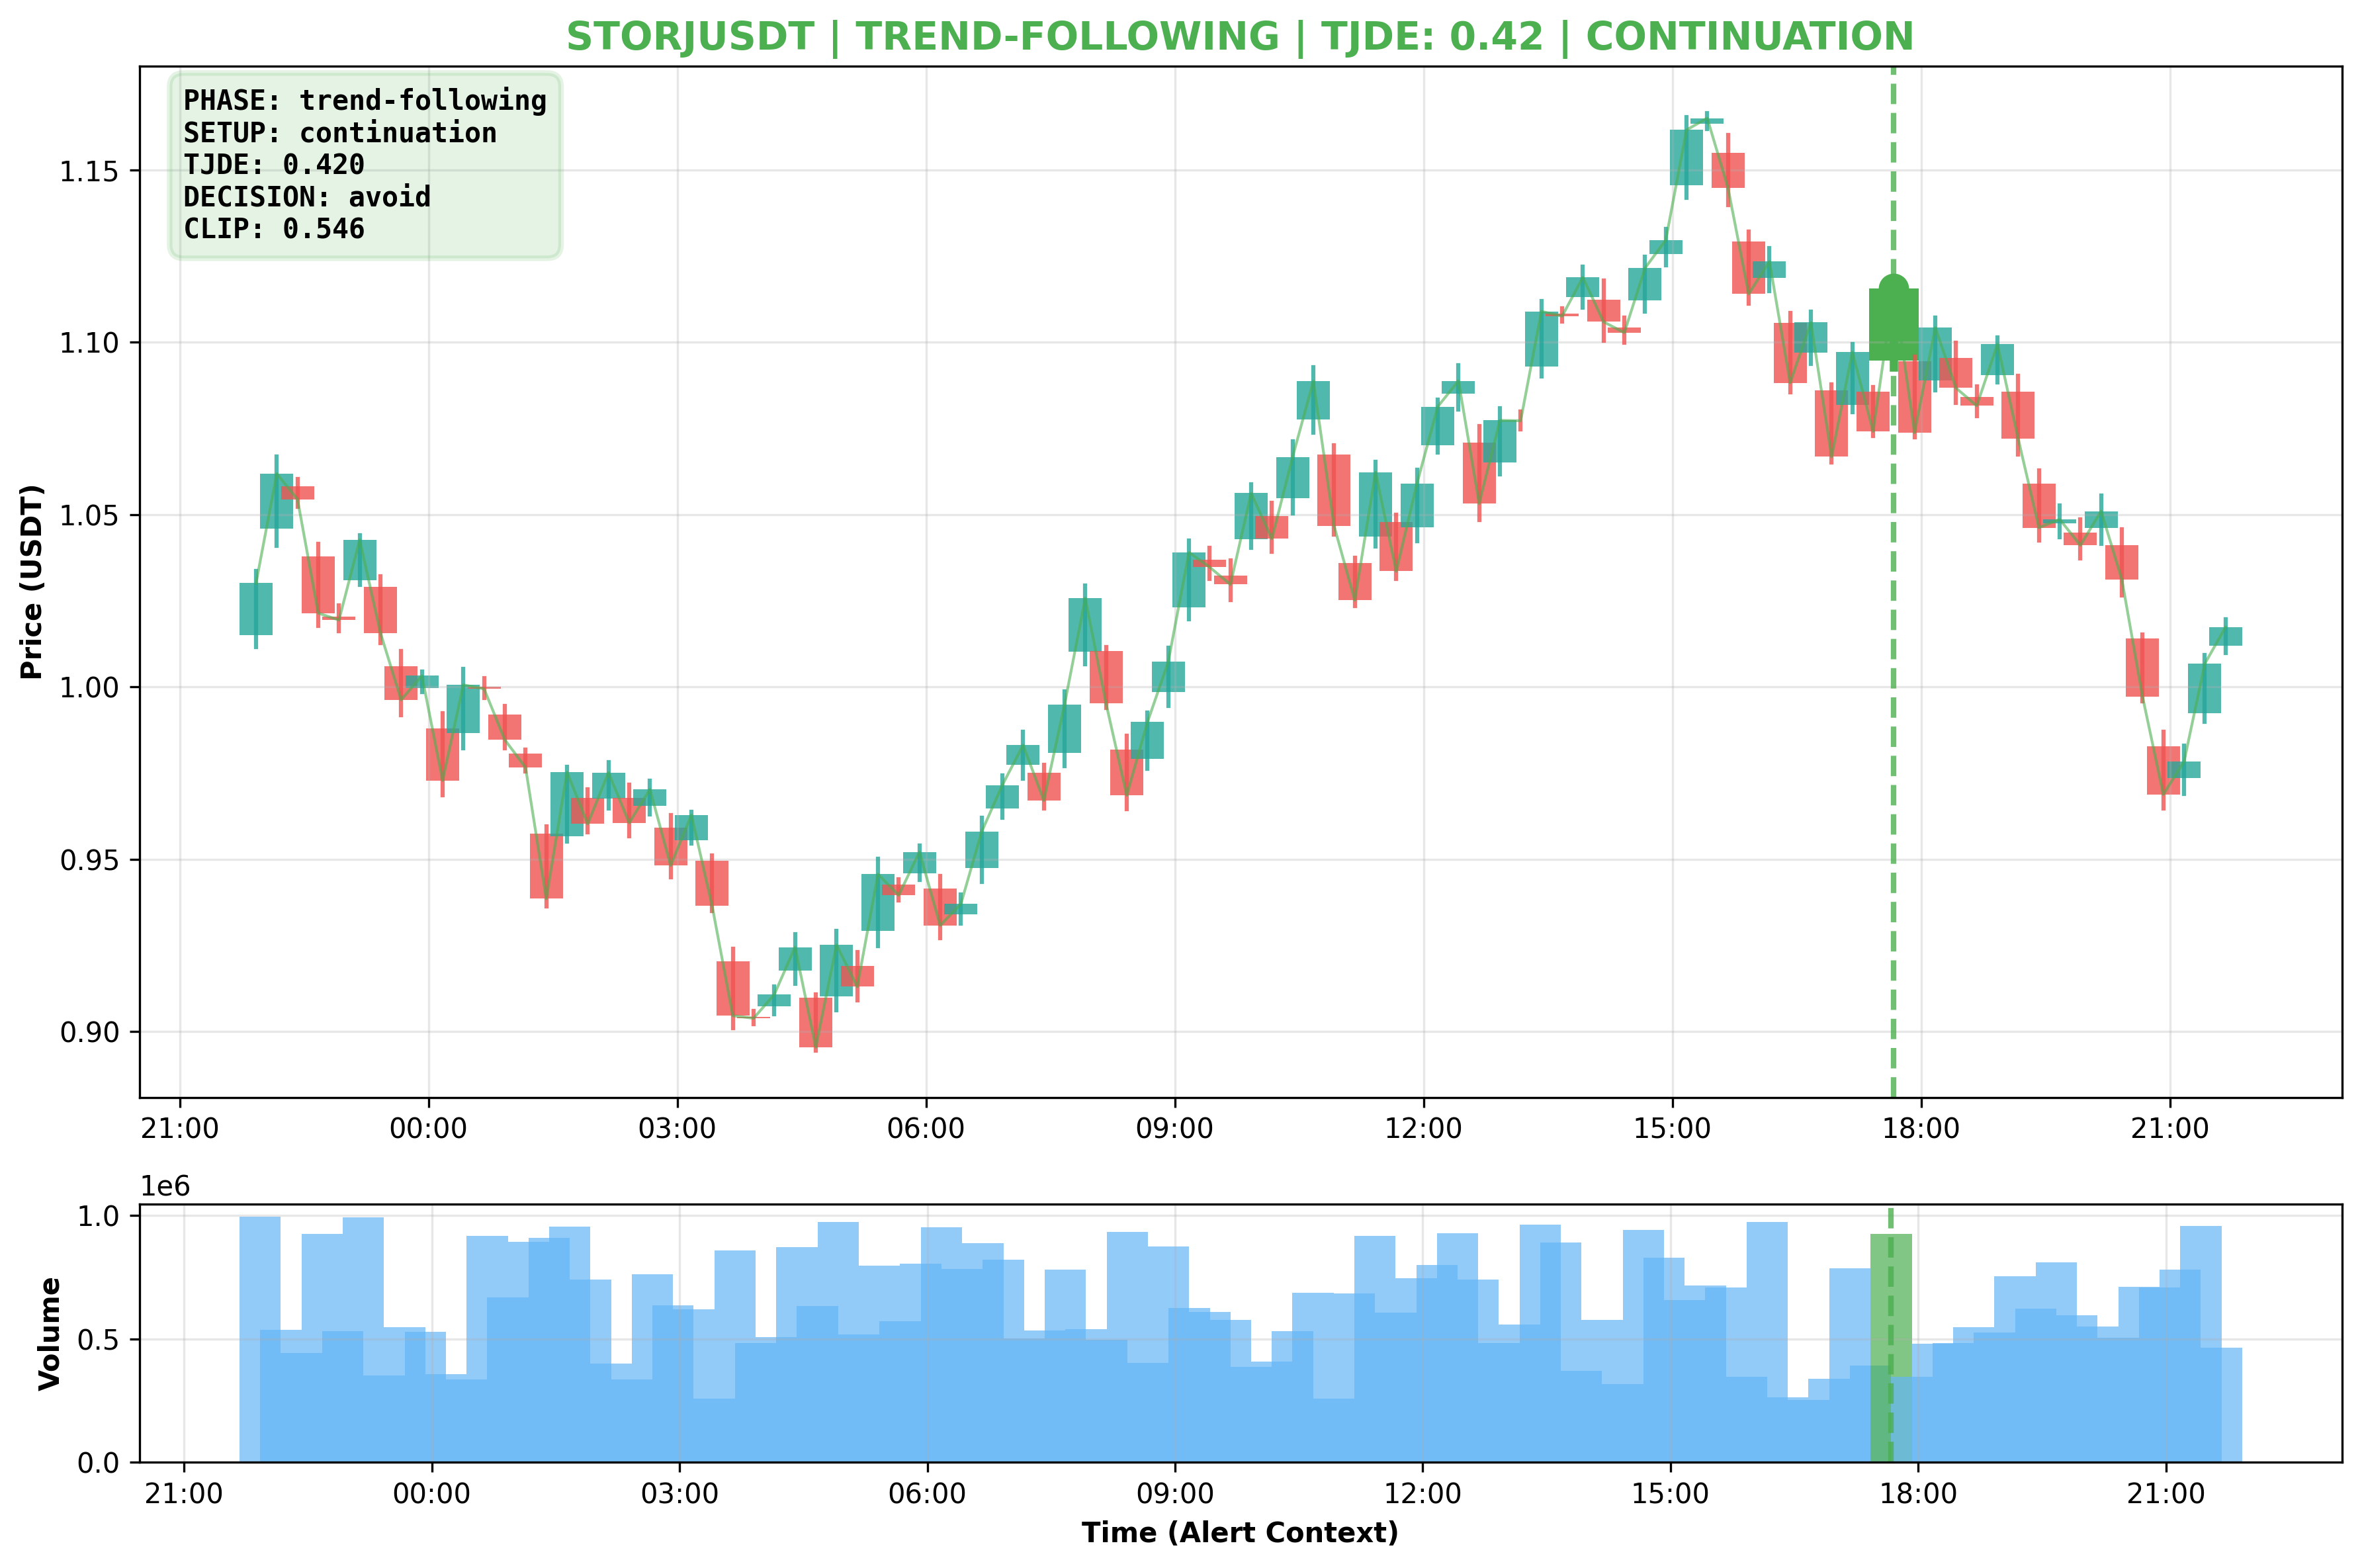 STORJUSDT | TREND-FOLLOWING | TJDE: 0.42 | CONTINUATION
PHASE: trend-following
SETUP: continuation
TJDE: 0.420
DECISION: avoid
CLIP: 0.546
Price (USDT)
1.15
1.10
1.05
1.00
0.95
0.90
21:00 00:00 03:00 06:00 09:00 12:00 15:00 18:00 21:00
1e6
Volume
1.0
0.5
0.0
21:00 00:00 03:00 06:00 09:00 12:00 15:00 18:00 21:00
Time (Alert Context)